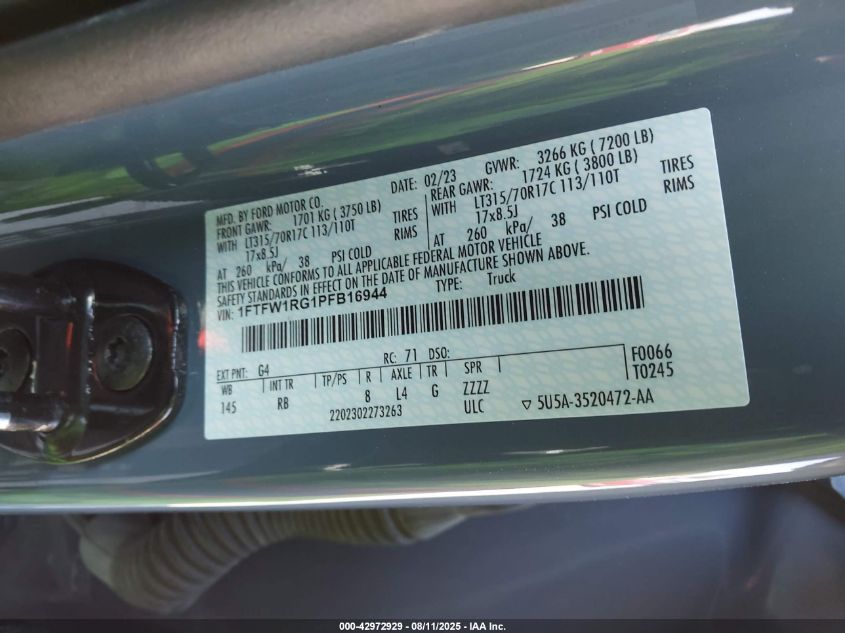 MFD. BY FORD MOTOR CO.
DATE: 02/23
GVWR: 3266 KG ( 7200 LB)
FRONT GAWR: 1701 KG ( 3750 LB)
REAR GAWR: 1724 KG ( 3800 LB)
WITH LT315/70R17C 113/110T TIRES
WITH LT315/70R17C 113/110T TIRES
17x8.5J RIMS
17x8.5J RIMS
AT 260 kPa/ 38 PSI COLD
AT 260 kPa/ 38 PSI COLD
THIS VEHICLE CONFORMS TO ALL APPLICABLE FEDERAL MOTOR VEHICLE
SAFETY STANDARDS IN EFFECT ON THE DATE OF MANUFACTURE SHOWN ABOVE.
VIN: 1FTFW1RG1PFB16944
TYPE: Truck
EXT PNT: G4 RC: 71 DSO:
WB INT TR TP/PS R AXLE TR SPR
145 RB 8 L4 G ZZZZ
2202302273263 ULC
F0066
T0245
▽ 5U5A-3520472-AA
000-42972929 - 08/11/2025 - IAA Inc.